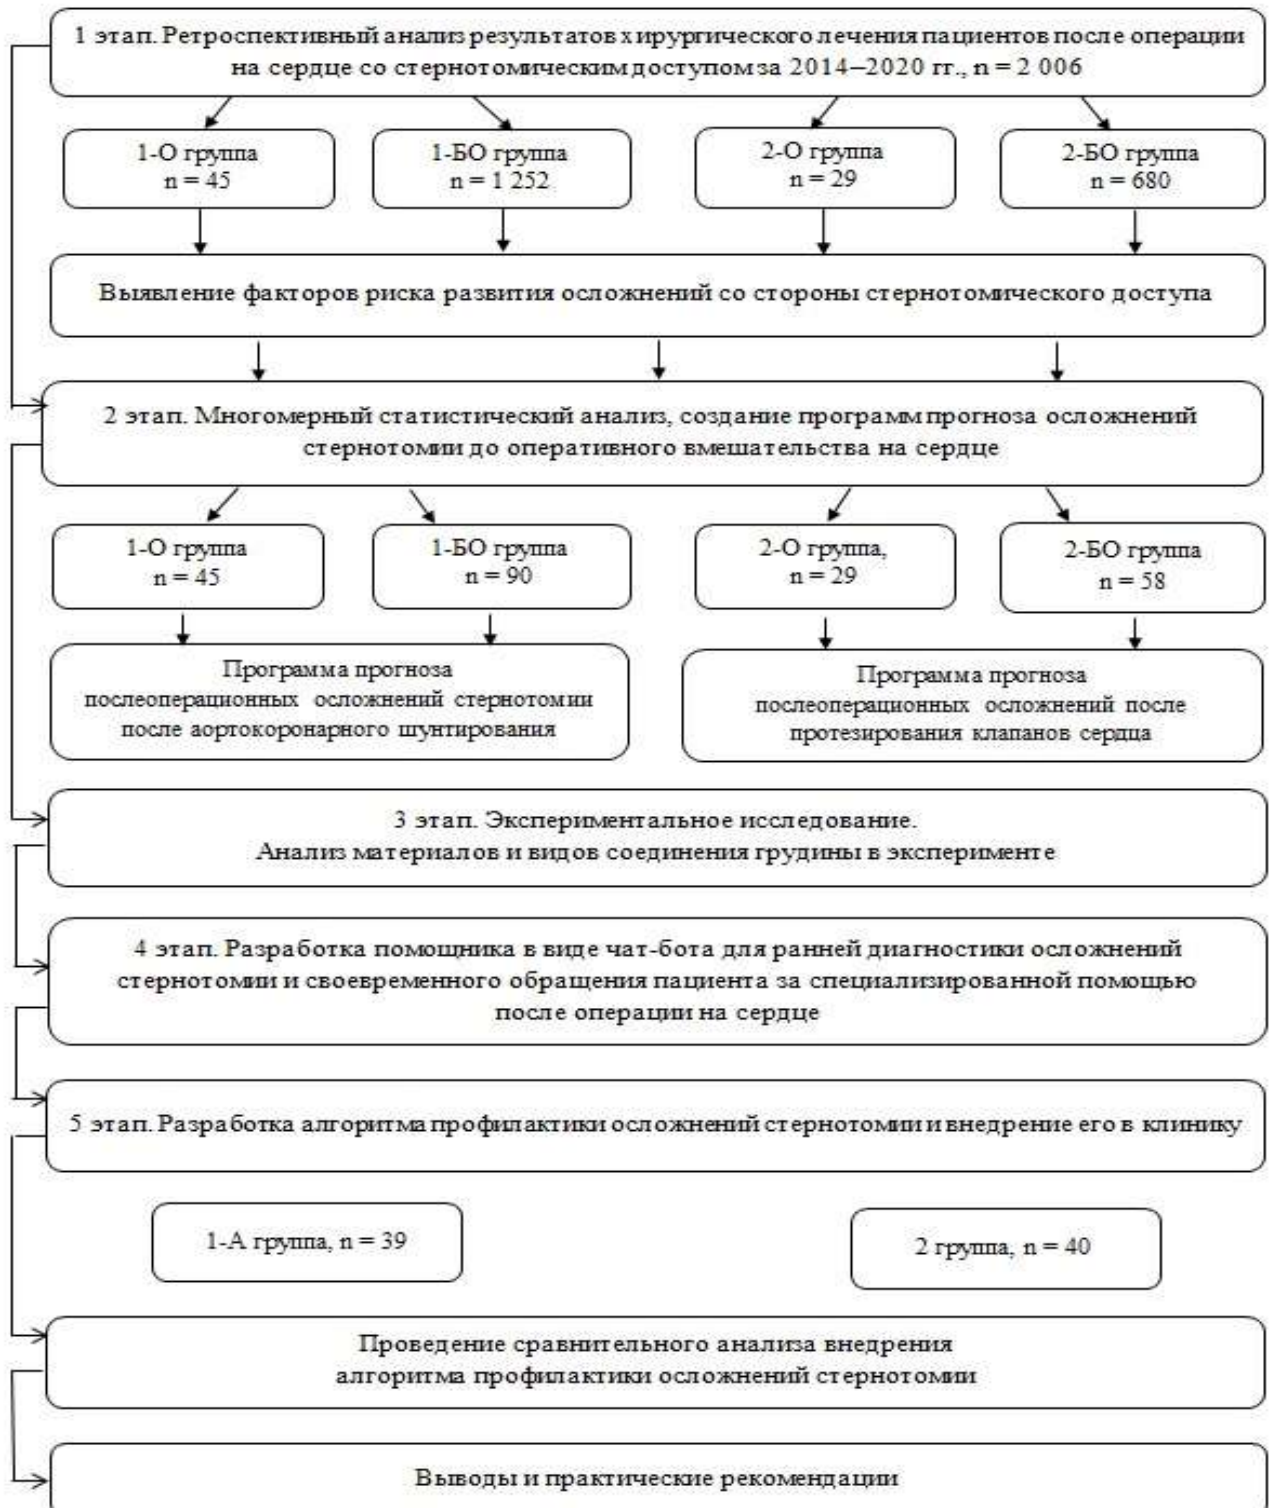 1 этап. Ретроспективный анализ результатов хирургического лечения пациентов после операции
на сердце со стернотомическим доступом за 2014–2020 гг., n = 2 006
1-О группа
n = 45
1-БО группа
n = 1 252
2-О группа
n = 29
2-БО группа
n = 680
Выявление факторов риска развития осложнений со стороны стернотомического доступа
2 этап. Многомерный статистический анализ, создание программ прогноза осложнений
стернотомии до оперативного вмешательства на сердце
1-О группа
n = 45
1-БО группа
n = 90
2-О группа,
n = 29
2-БО группа
n = 58
Программа прогноза
послеоперационных осложнений стернотомии
после аортокоронарного шунтирования
Программа прогноза
послеоперационных осложнений после
протезирования клапанов сердца
3 этап. Экспериментальное исследование.
Анализ материалов и видов соединения грудины в эксперименте
4 этап. Разработка помощника в виде чат-бота для ранней диагностики осложнений
стернотомии и своевременного обращения пациента за специализированной помощью
после операции на сердце
5 этап. Разработка алгоритма профилактики осложнений стернотомии и внедрение его в клинику
1-А группа, n = 39
2 группа, n = 40
Проведение сравнительного анализа внедрения
алгоритма профилактики осложнений стернотомии
Выводы и практические рекомендации